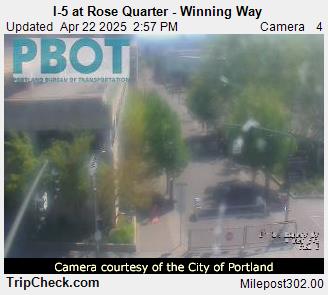 I-5 at Rose Quarter - Winning Way
Updated Apr 22 2025 2:57 PM Camera 4
PBOT
PORTLAND BUREAU OF TRANSPORTATION
Camera courtesy of the City of Portland
TripCheck.com Milepost302.00